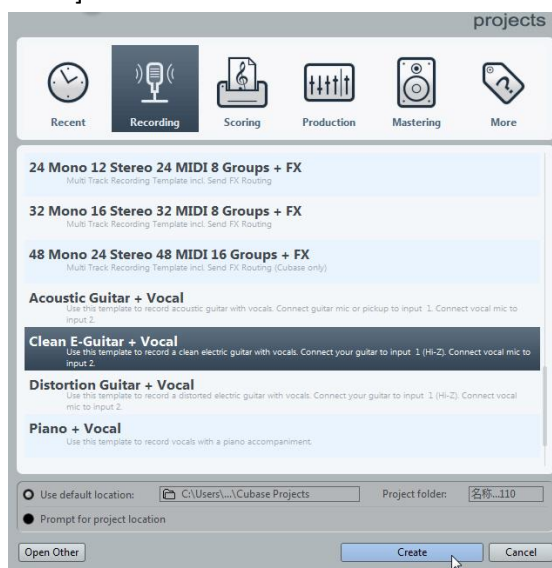 projects
Recent
Recording
Scoring
Production
Mastering
More
24 Mono 12 Stereo 24 MIDI 8 Groups + FX
Multi Track Recording Template incl. Send FX Routing
32 Mono 16 Stereo 32 MIDI 8 Groups + FX
Multi Track Recording Template incl. Send FX Routing
48 Mono 24 Stereo 48 MIDI 16 Groups + FX
Multi Track Recording Template incl. Send FX Routing (Cubase only)
Acoustic Guitar + Vocal
Use this template to record acoustic guitar with vocals. Connect guitar mic or pickup to input 1. Connect vocal mic to
input 2.
Clean E-Guitar + Vocal
Use this template to record a clean electric guitar with vocals. Connect your guitar to input 1 (Hi-Z). Connect vocal mic to
input 2.
Distortion Guitar + Vocal
Use this template to record a distorted electric guitar with vocals. Connect your guitar to input 1 (Hi-Z). Connect vocal
mic to input 2.
Piano + Vocal
Use this template to record vocals with a piano accompaniment.
Use default location: C:\Users\...\Cubase Projects Project folder: 名称...110
Prompt for project location
Open Other Create Cancel